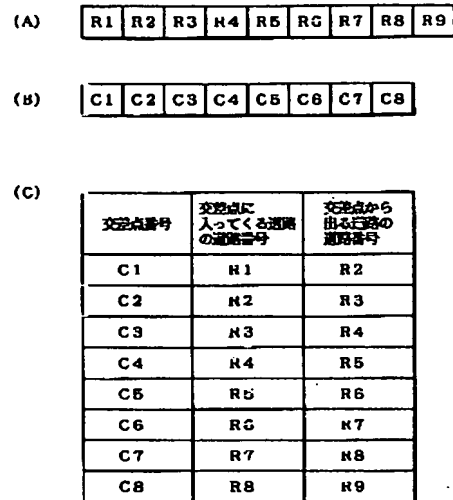 (A) R1 R2 R3 R4 R5 R6 R7 R8 R9
(B) C1 C2 C3 C4 C5 C6 C7 C8
(C)
交差点番号 交差点に入ってくる道路の道路番号 交差点から出る道路の道路番号
C1 R1 R2
C2 R2 R3
C3 R3 R4
C4 R4 R5
C5 R5 R6
C6 R6 R7
C7 R7 R8
C8 R8 R9